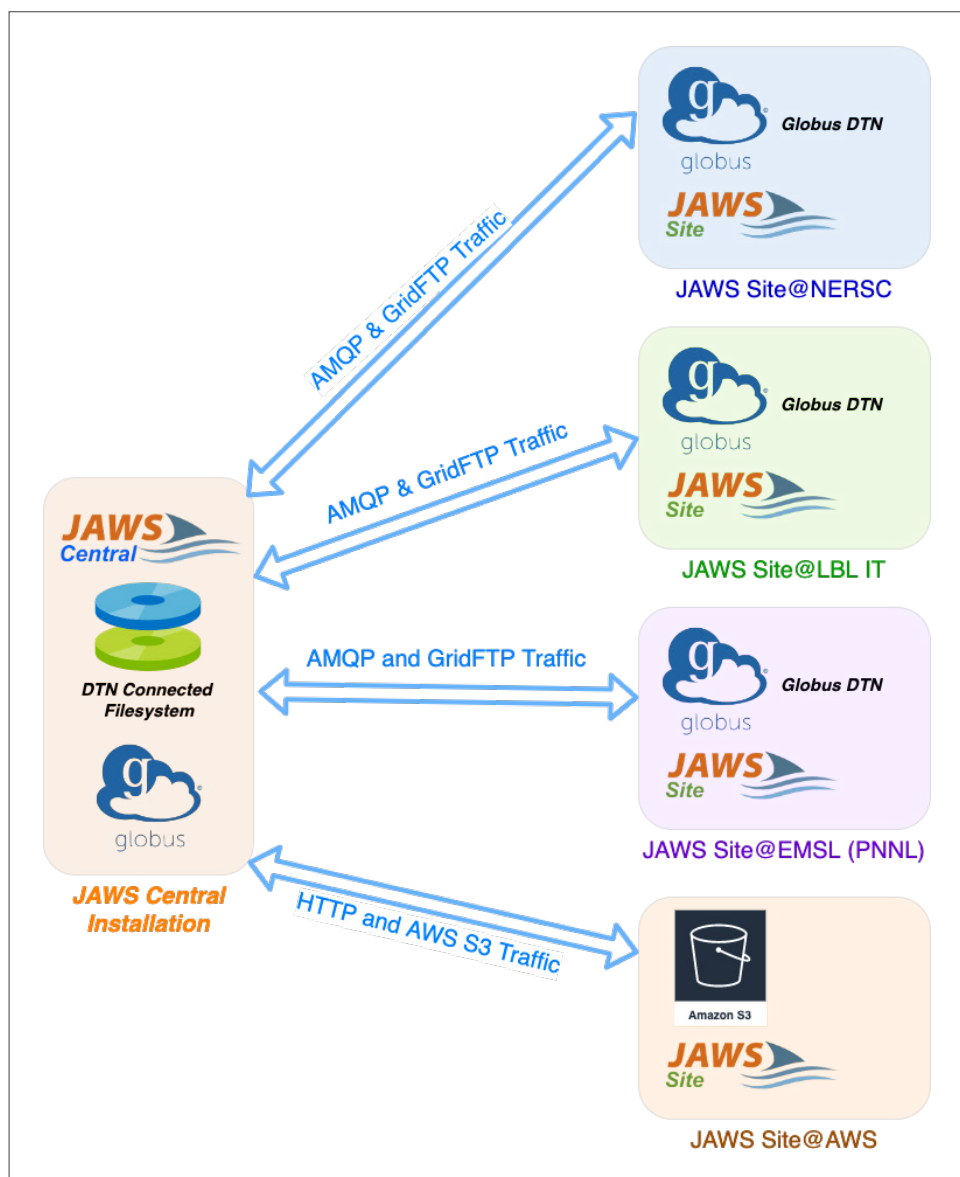 g
globus
Globus DTN
JAWS
Site
JAWS Site@NERSC
AMQP & GridFTP Traffic
g
globus
Globus DTN
JAWS
Site
JAWS Site@LBL IT
AMQP & GridFTP Traffic
JAWS
Central
DTN Connected
Filesystem
g
globus
JAWS Central
Installation
AMQP and GridFTP Traffic
g
globus
Globus DTN
JAWS
Site
JAWS Site@EMSL (PNNL)
HTTP and AWS S3 Traffic
Amazon S3
JAWS
Site
JAWS Site@AWS